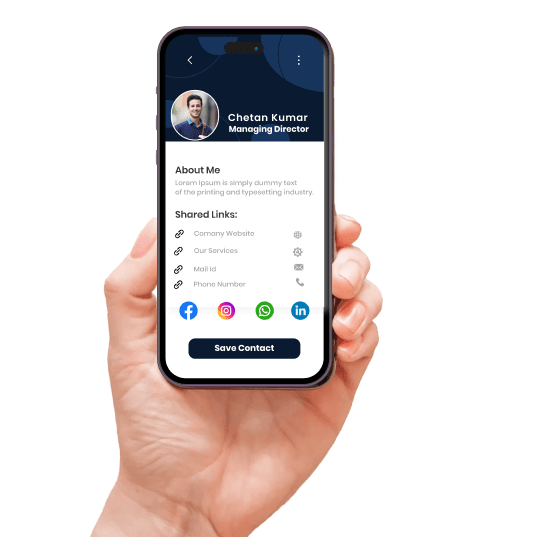 Chetan Kumar
Managing Director
About Me
Lorem Ipsum is simply dummy text
of the printing and typesetting industry.
Shared Links:
Comany Website
Our Services
Mail Id
Phone Number
in
Save Contact